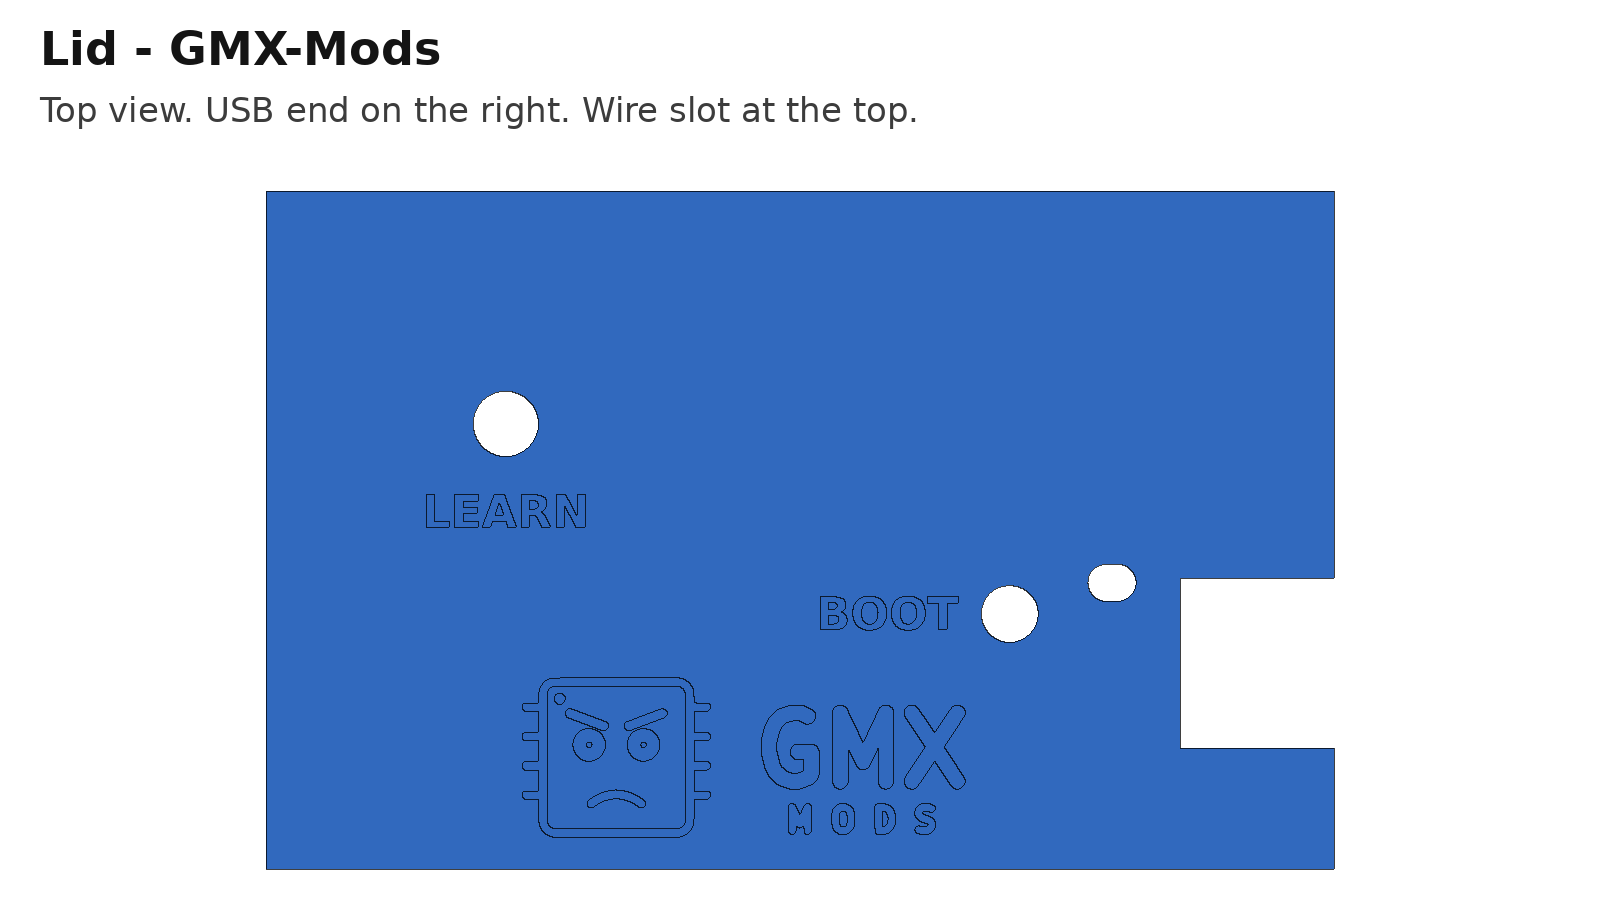 Lid - GMX-Mods
Top view. USB end on the right. Wire slot at the top.
LEARN
BOOT
GMX
MODS